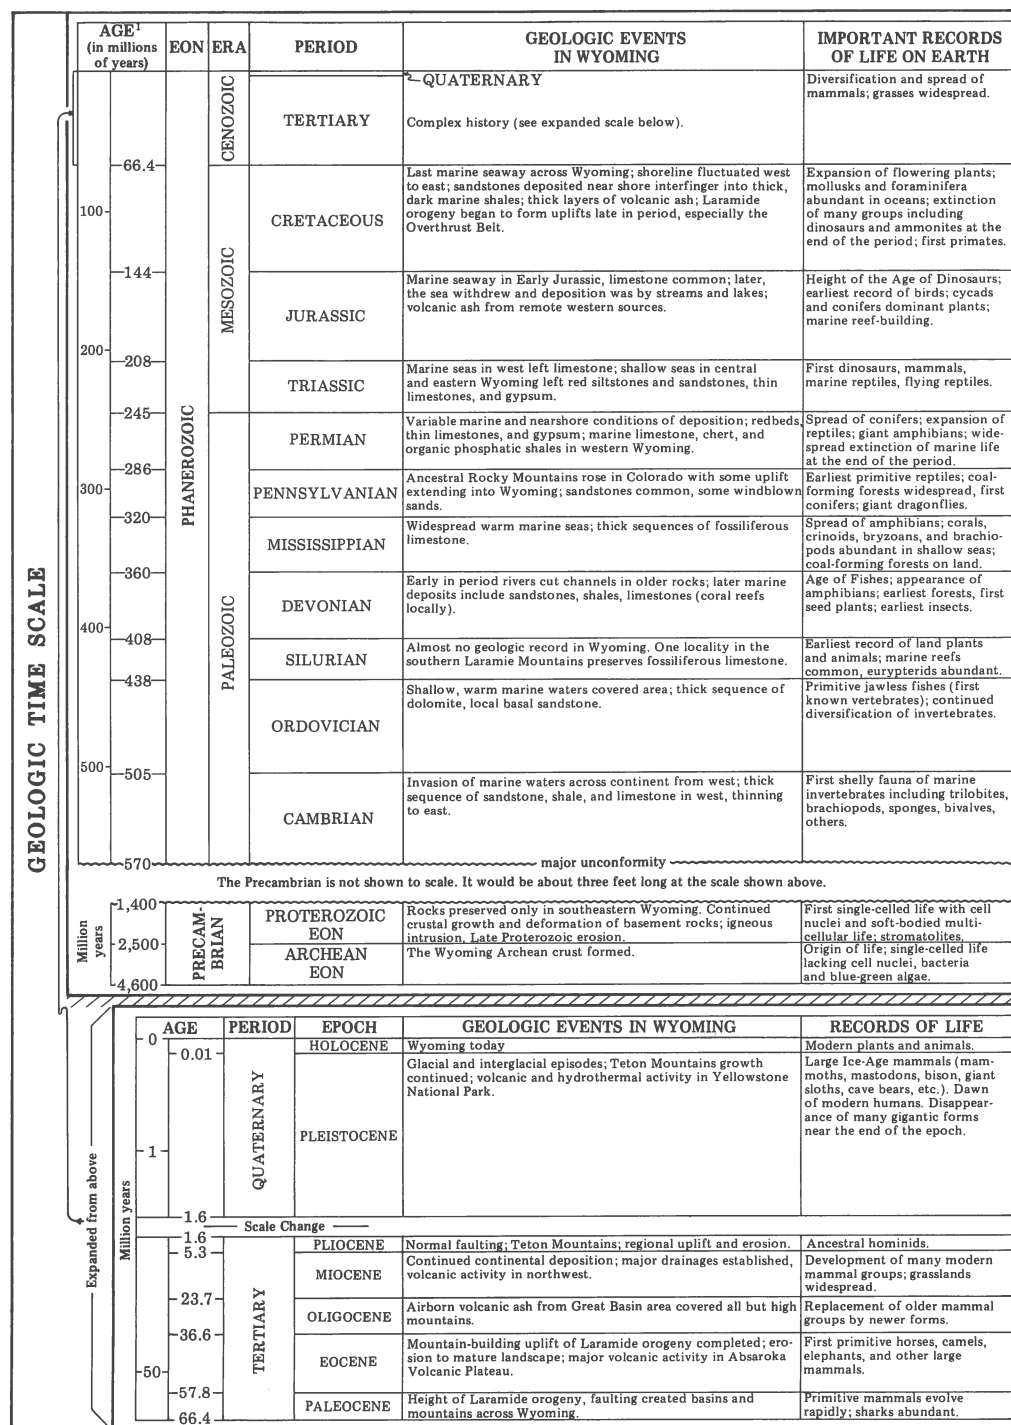 GEOLOGIC TIME SCALE
AGE¹
(in millions
of years)
EON
ERA
PERIOD
GEOLOGIC EVENTS
IN WYOMING
IMPORTANT RECORDS
OF LIFE ON EARTH
PHANEROZOIC
CENOZOIC
QUATERNARY
TERTIARY
Complex history (see expanded scale below).
Diversification and spread of
mammals; grasses widespread.
66.4
MESOZOIC
100
CRETACEOUS
Last marine seaway across Wyoming; shoreline fluctuated west
to east; sandstones deposited near shore interfinger into thick,
dark marine shales; thick layers of volcanic ash; Laramide
orogeny began to form uplifts late in period, especially the
Overthrust Belt.
Expansion of flowering plants;
mollusks and foraminifera
abundant in oceans; extinction
of many groups including
dinosaurs and ammonites at the
end of the period; first primates.
144
JURASSIC
Marine seaway in Early Jurassic, limestone common; later,
the sea withdrew and deposition was by streams and lakes;
volcanic ash from remote western sources.
Height of the Age of Dinosaurs;
earliest record of birds; cycads
and conifers dominant plants;
marine reef-building.
200
208
TRIASSIC
Marine seas in west left limestone; shallow seas in central
and eastern Wyoming left red siltstones and sandstones, thin
limestones, and gypsum.
First dinosaurs, mammals,
marine reptiles, flying reptiles.
245
PALEOZOIC
PERMIAN
Variable marine and nearshore conditions of deposition; redbeds,
thin limestones, and gypsum; marine limestone, chert, and
organic phosphatic shales in western Wyoming.
Spread of conifers; expansion of
reptiles; giant amphibians; wide-
spread extinction of marine life
at the end of the period.
286
300
PENNSYLVANIAN
Ancestral Rocky Mountains rose in Colorado with some uplift
extending into Wyoming; sandstones common, some windblown
sands.
Earliest primitive reptiles; coal-
forming forests widespread, first
conifers; giant dragonflies.
320
MISSISSIPPIAN
Widespread warm marine seas; thick sequences of fossiliferous
limestone.
Spread of amphibians; corals,
crinoids, bryzoans, and brachio-
pods abundant in shallow seas;
coal-forming forests on land.
360
DEVONIAN
Early in period rivers cut channels in older rocks; later marine
deposits include sandstones, shales, limestones (coral reefs
locally).
Age of Fishes; appearance of
amphibians; earliest forests, first
seed plants; earliest insects.
400
408
SILURIAN
Almost no geologic record in Wyoming. One locality in the
southern Laramie Mountains preserves fossiliferous limestone.
Earliest record of land plants
and animals; marine reefs
common, eurypterids abundant.
438
ORDOVICIAN
Shallow, warm marine waters covered area; thick sequence of
dolomite, local basal sandstone.
Primitive jawless fishes (first
known vertebrates); continued
diversification of invertebrates.
500
505
CAMBRIAN
Invasion of marine waters across continent from west; thick
sequence of sandstone, shale, and limestone in west, thinning
to east.
First shelly fauna of marine
invertebrates including trilobites,
brachiopods, sponges, bivalves,
others.
570
major unconformity
The Precambrian is not shown to scale. It would be about three feet long at the scale shown above.
Million
years
1,400
PRECAM-
BRIAN
PROTEROZOIC
EON
Rocks preserved only in southeastern Wyoming. Continued
crustal growth and deformation of basement rocks; igneous
intrusion. Late Proterozoic erosion.
First single-celled life with cell
nuclei and soft-bodied multi-
cellular life; stromatolites.
2,500
ARCHEAN
EON
The Wyoming Archean crust formed.
Origin of life; single-celled life
lacking cell nuclei, bacteria
and blue-green algae.
4,600
Expanded from above
Million years
AGE
PERIOD
EPOCH
GEOLOGIC EVENTS IN WYOMING
RECORDS OF LIFE
0
HOLOCENE
Wyoming today
Modern plants and animals.
0.01
QUATERNARY
PLEISTOCENE
Glacial and interglacial episodes; Teton Mountains growth
continued; volcanic and hydrothermal activity in Yellowstone
National Park.
Large Ice-Age mammals (mam-
moths, mastodons, bison, giant
sloths, cave bears, etc.). Dawn
of modern humans. Disappear-
ance of many gigantic forms
near the end of the epoch.
1
1.6
Scale Change
1.6
TERTIARY
PLIOCENE
Normal faulting; Teton Mountains; regional uplift and erosion.
Ancestral hominids.
5.3
MIOCENE
Continued continental deposition; major drainages established,
volcanic activity in northwest.
Development of many modern
mammal groups; grasslands
widespread.
23.7
OLIGOCENE
Airborn volcanic ash from Great Basin area covered all but high
mountains.
Replacement of older mammal
groups by newer forms.
36.6
EOCENE
Mountain-building uplift of Laramide orogeny completed; ero-
sion to mature landscape; major volcanic activity in Absaroka
Volcanic Plateau.
First primitive horses, camels,
elephants, and other large
mammals.
50
57.8
PALEOCENE
Height of Laramide orogeny, faulting created basins and
mountains across Wyoming.
Primitive mammals evolve
rapidly; sharks abundant.
66.4